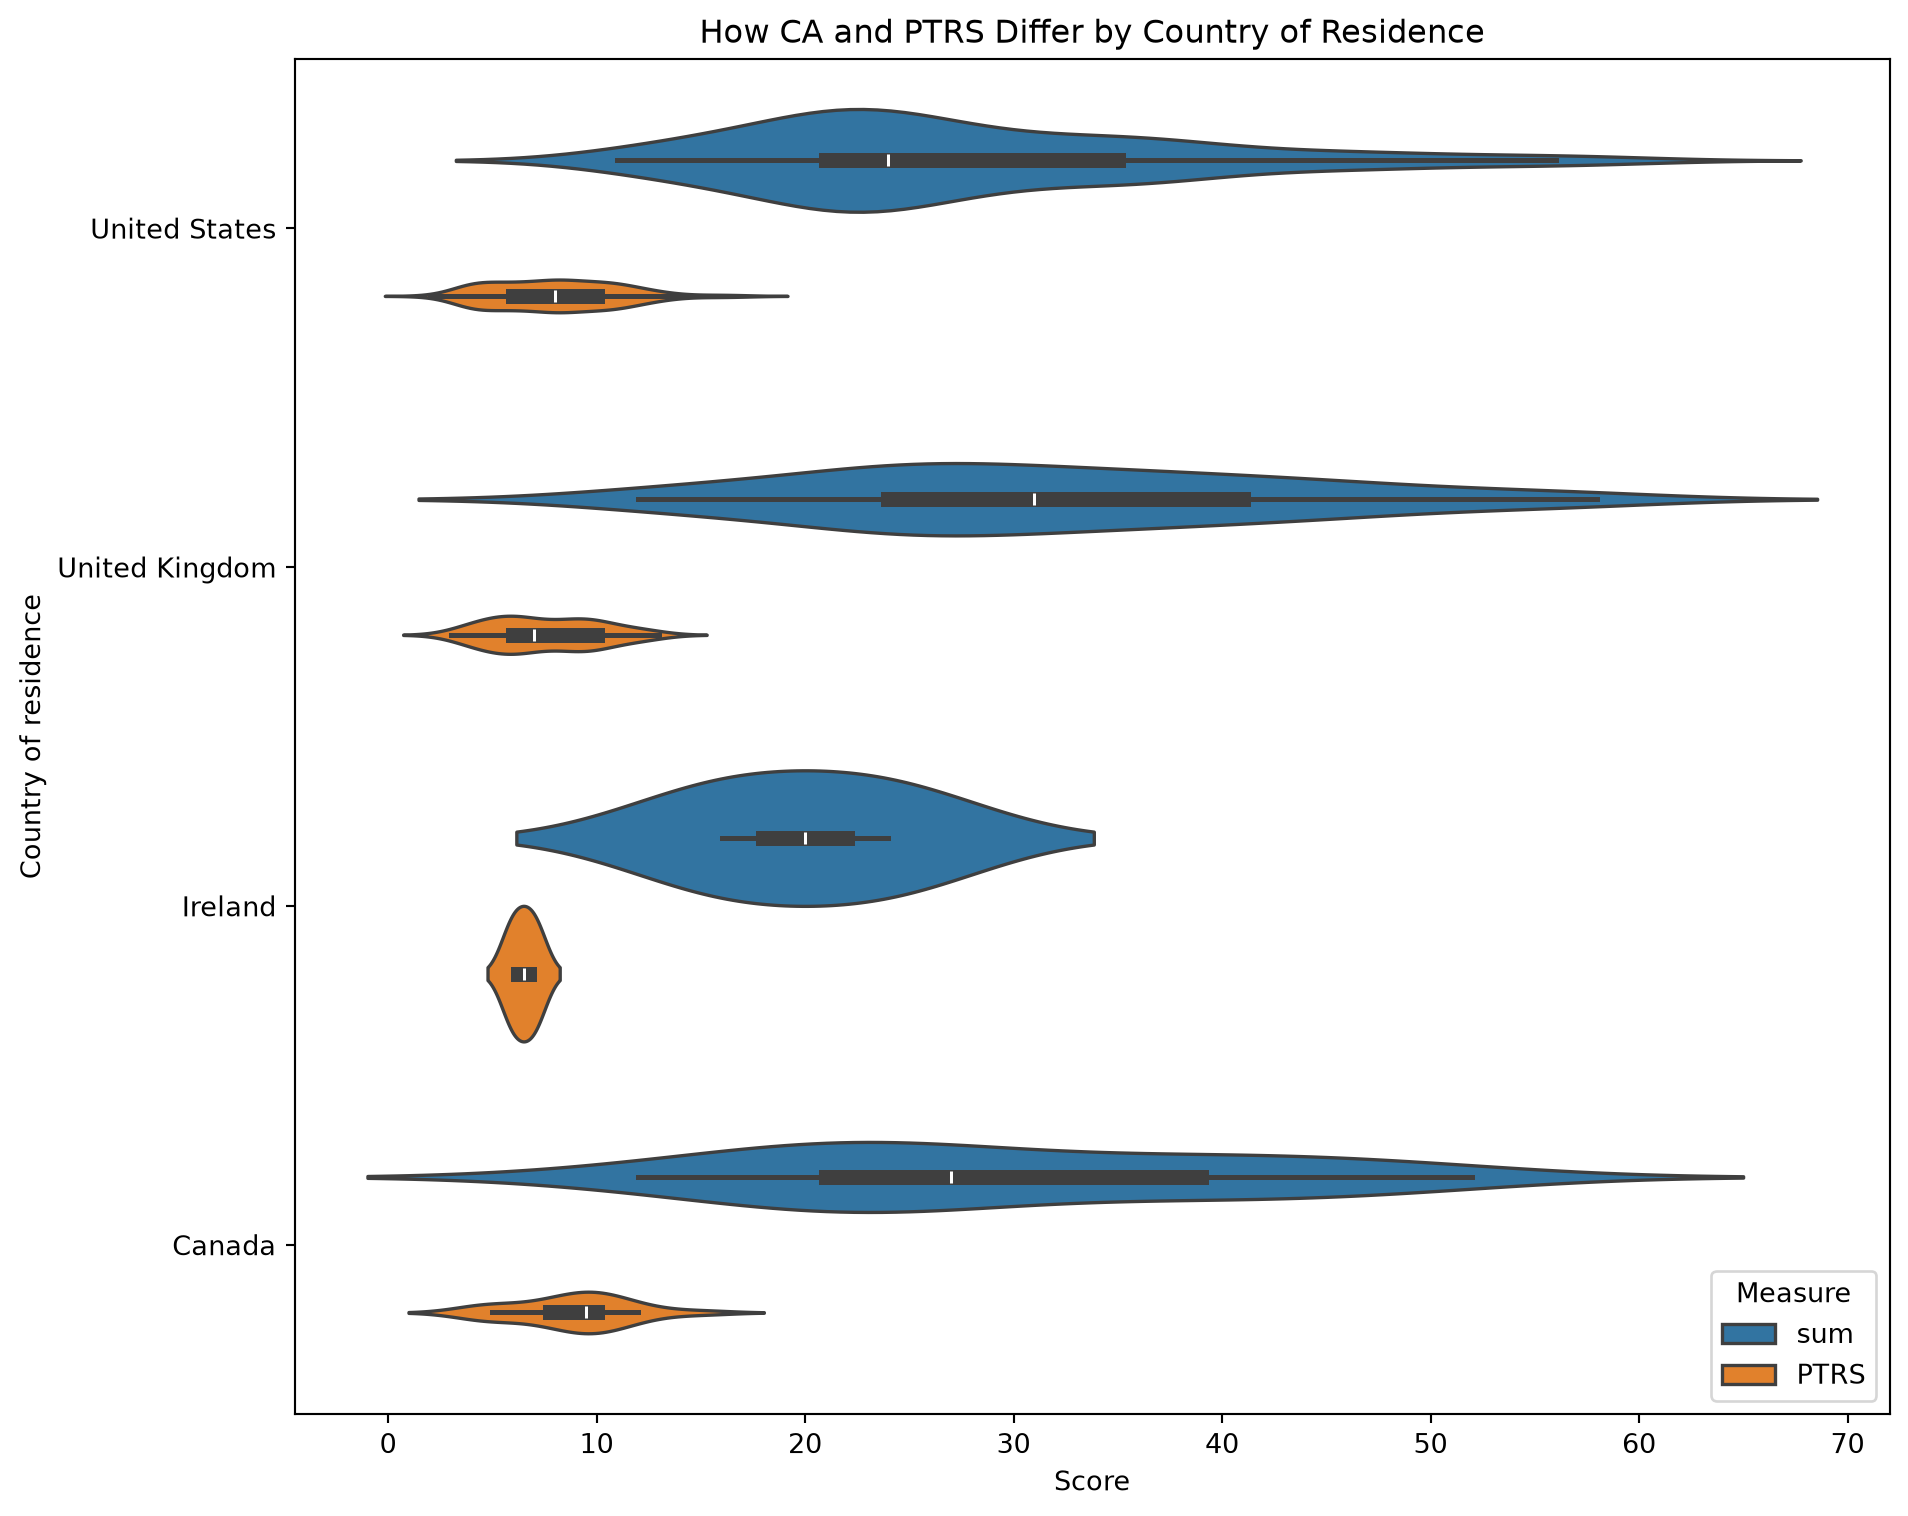 How CA and PTRS Differ by Country of Residence
Country of residence
United States
United Kingdom
Ireland
Canada
Measure
sum
PTRS
0 10 20 30 40 50 60 70
Score